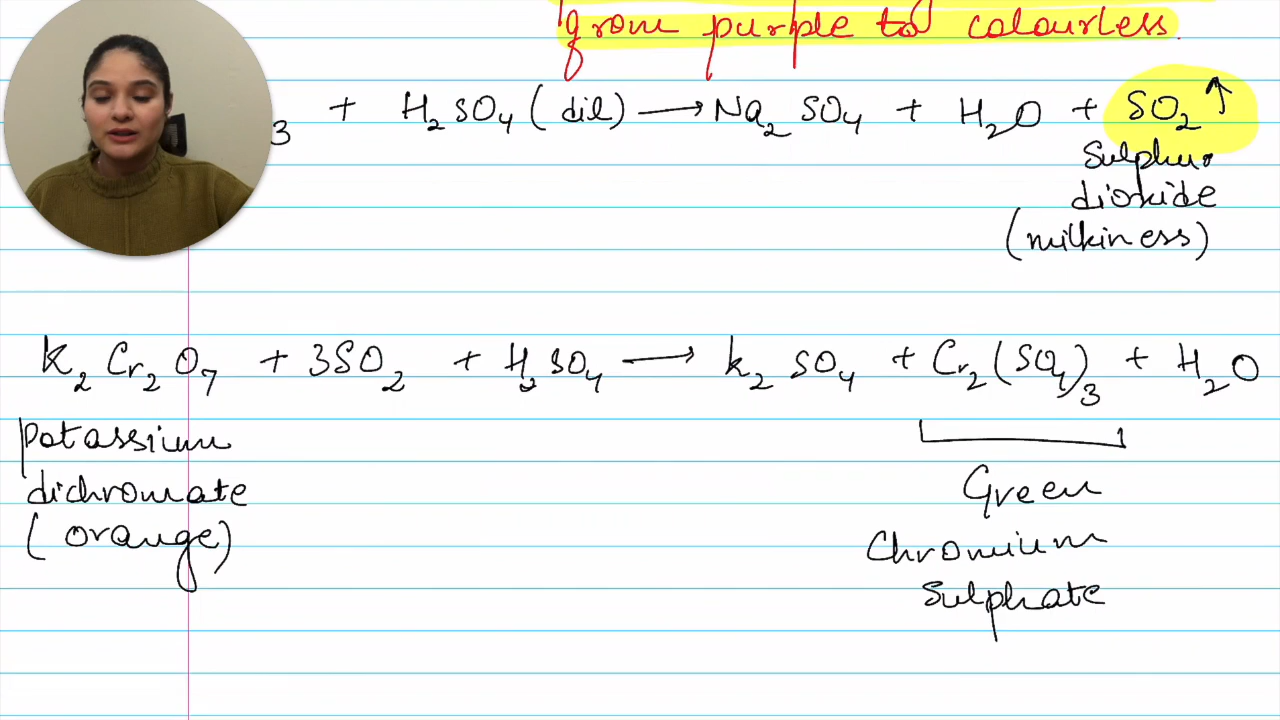 from purple to colourless
3 + H₂SO₄ (dil) → Na₂SO₄ + H₂O + SO₂ ↑
Sulphur
dioxide
(milkiness)
K₂Cr₂O₇ + 3SO₂ + H₂SO₄ → K₂SO₄ + Cr₂(SO₄)₃ + H₂O
Potassium
dichromate
(orange)
Green
Chromium
Sulphate